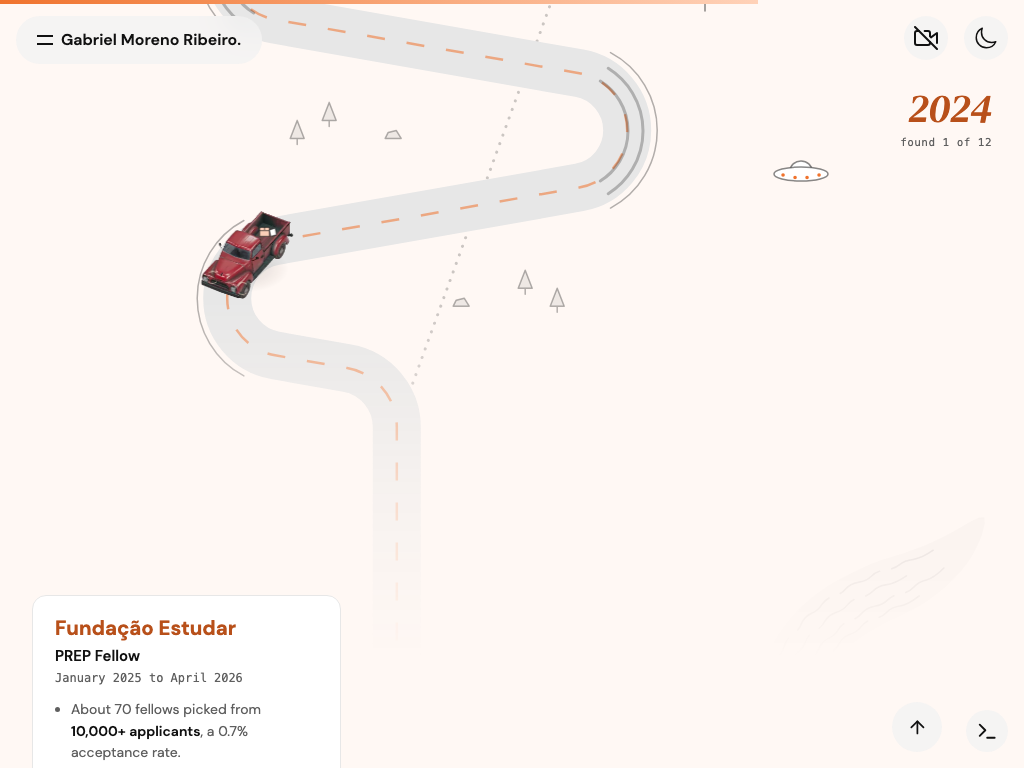 Gabriel Moreno Ribeiro.
2024
found 1 of 12
Fundação Estudar
PREP Fellow
January 2025 to April 2026
About 70 fellows picked from
10,000+ applicants, a 0.7%
acceptance rate.